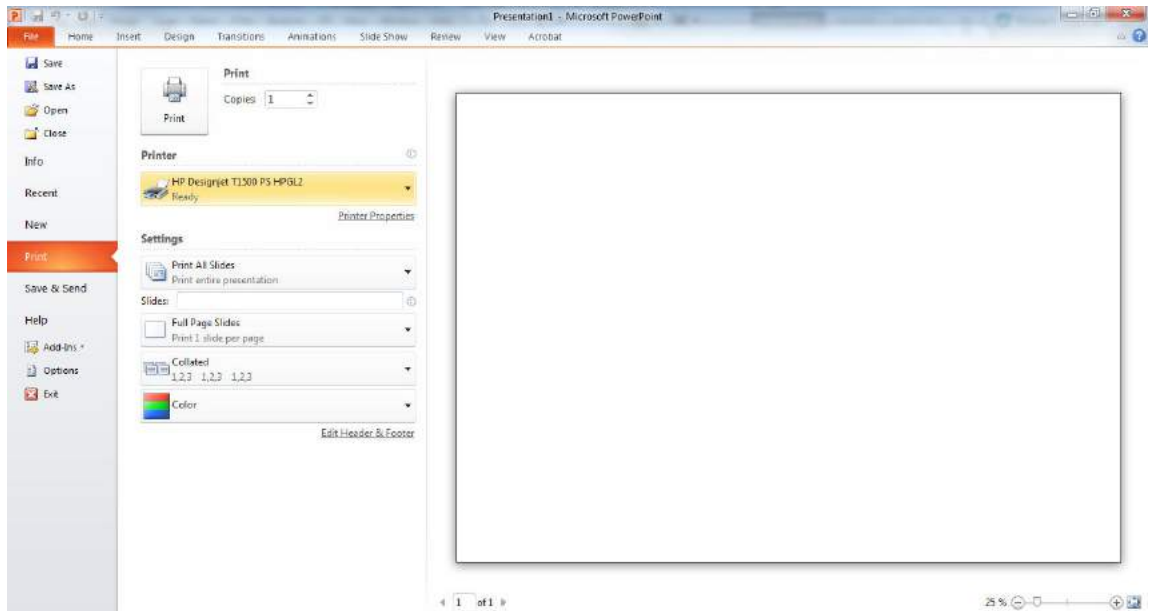 Presentation1 - Microsoft PowerPoint
File Home Insert Design Transitions Animations Slide Show Review View Acrobat
Save
Save As
Open
Close
Info
Recent
New
Print
Save & Send
Help
Add-Ins
Options
Exit
Print
Print
Copies 1
Printer
HP Designjet T1500 PS HPGL2
Ready
Printer Properties
Settings
Print All Slides
Print entire presentation
Slides:
Full Page Slides
Print 1 slide per page
Collated
1,2,3 1,2,3 1,2,3
Color
Edit Header & Footer
1 of 1
25 %